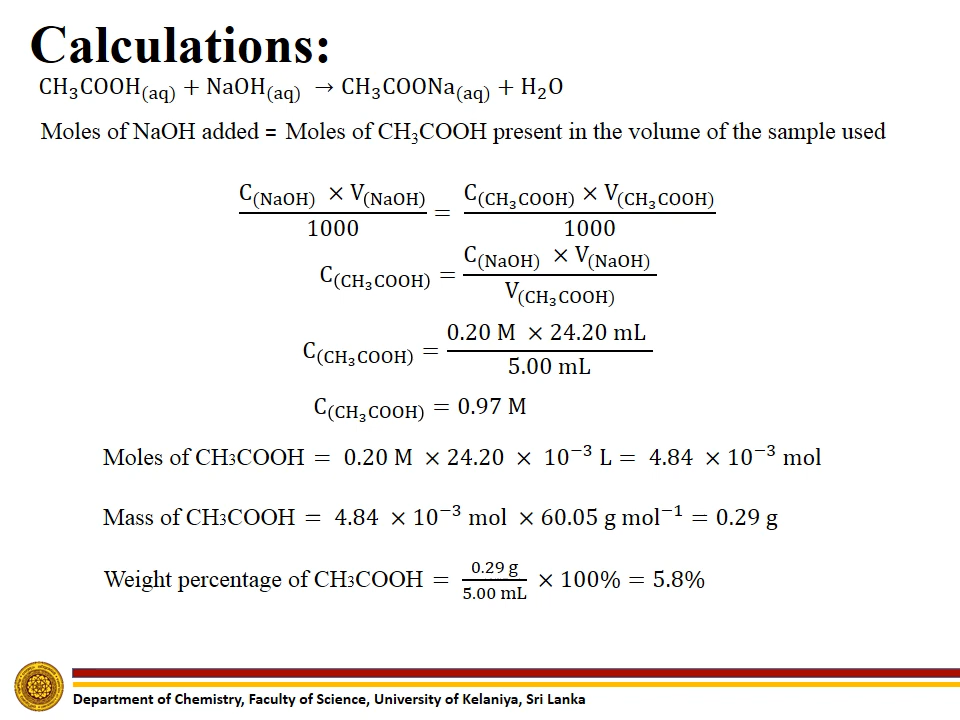 Calculations:
CH₃COOH₍aq₎ + NaOH₍aq₎ → CH₃COONa₍aq₎ + H₂O
Moles of NaOH added = Moles of CH₃COOH present in the volume of the sample used
C(NaOH) × V(NaOH) / 1000 = C(CH₃COOH) × V(CH₃COOH) / 1000
C(CH₃COOH) = C(NaOH) × V(NaOH) / V(CH₃COOH)
C(CH₃COOH) = 0.20 M × 24.20 mL / 5.00 mL
C(CH₃COOH) = 0.97 M
Moles of CH₃COOH = 0.20 M × 24.20 × 10⁻³ L = 4.84 × 10⁻³ mol
Mass of CH₃COOH = 4.84 × 10⁻³ mol × 60.05 g mol⁻¹ = 0.29 g
Weight percentage of CH₃COOH = 0.29 g / 5.00 mL × 100% = 5.8%
Department of Chemistry, Faculty of Science, University of Kelaniya, Sri Lanka